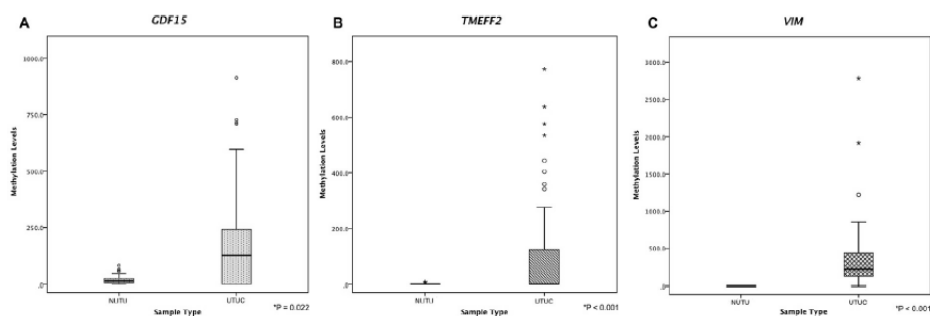 A
GDF15
1000.0
750.0
500.0
250.0
.0
Methylation Levels
NUTU
UTUC
Sample Type
*P = 0.022
B
TMEFF2
800.0
600.0
400.0
200.0
.0
Methylation Levels
NUTU
UTUC
Sample Type
*P < 0.001
C
VIM
3000.0
2500.0
2000.0
1500.0
1000.0
500.0
.0
Methylation Levels
NUTU
UTUC
Sample Type
*P < 0.001